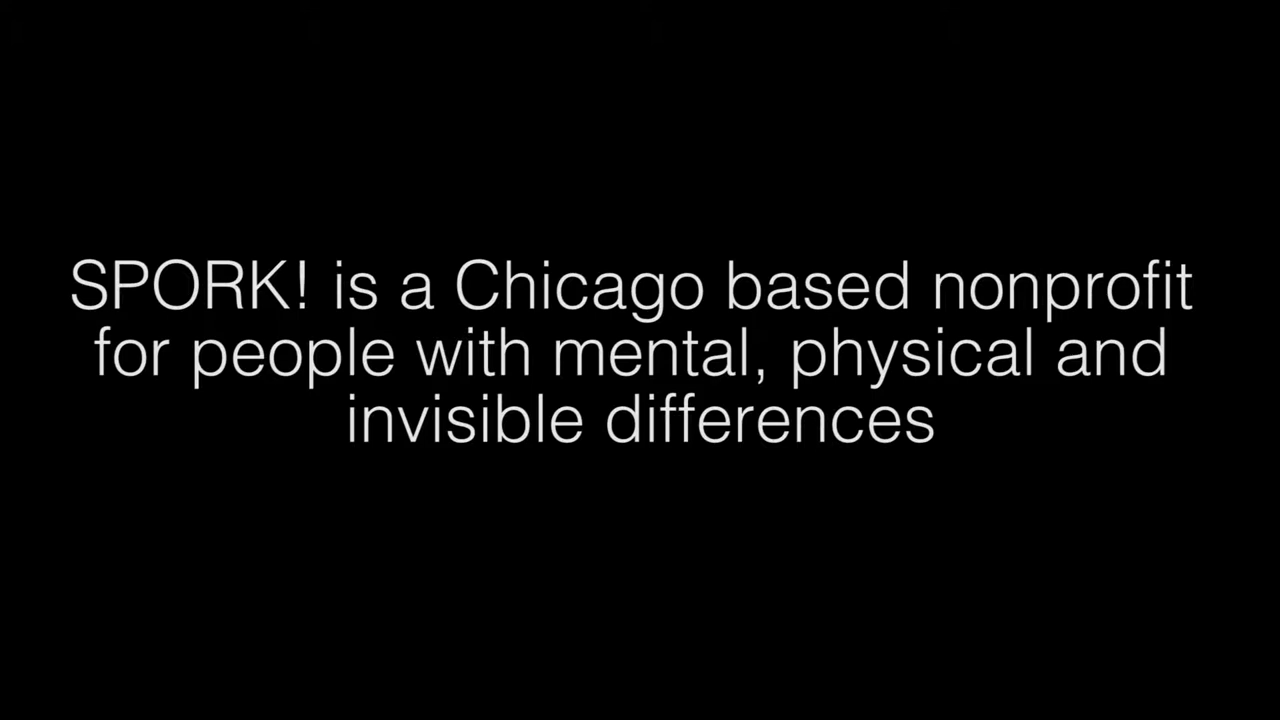 SPORK! is a Chicago based nonprofit
for people with mental, physical and
invisible differences